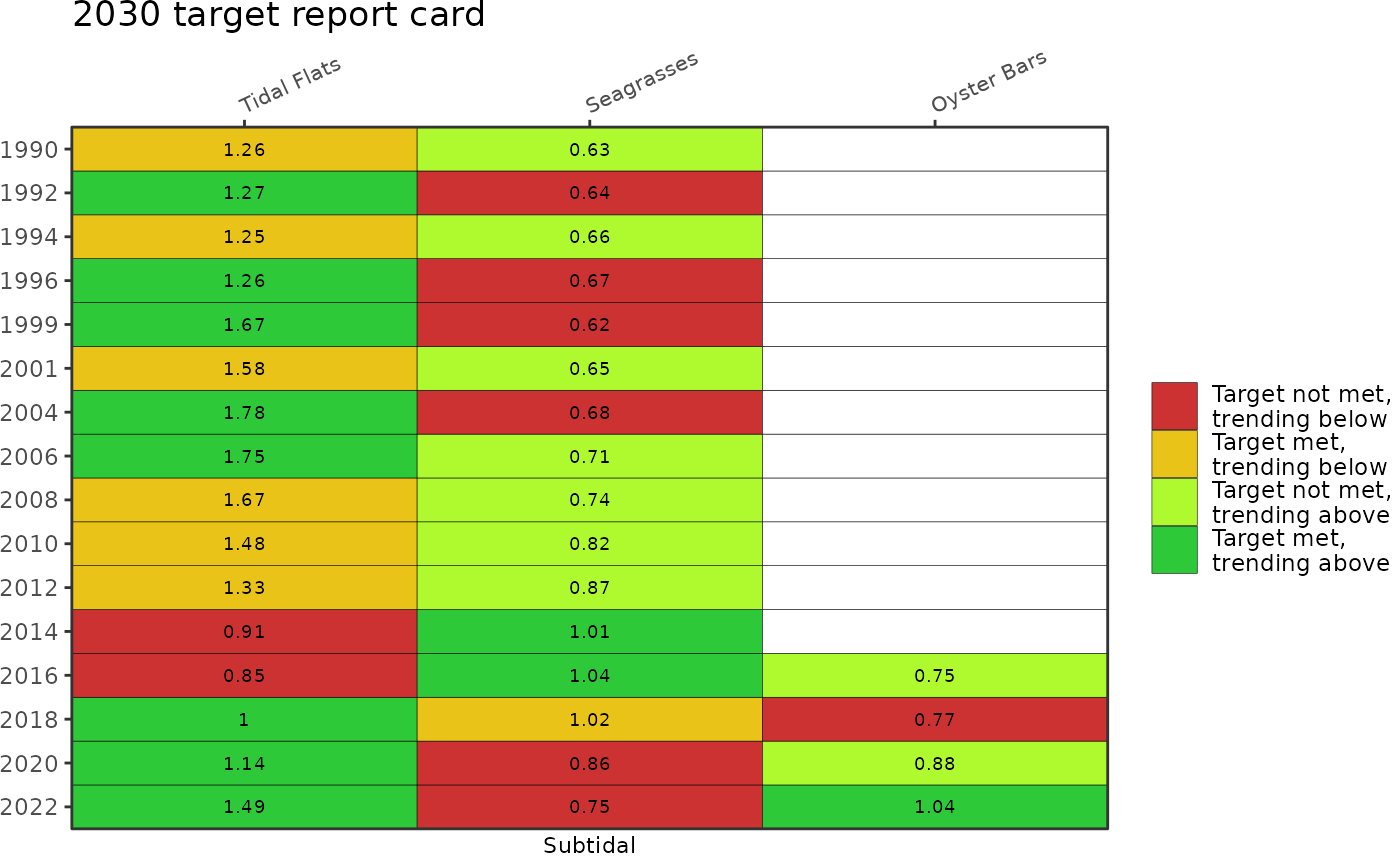 2030 target report card
Tidal Flats Seagrasses Oyster Bars
1990 1.26 0.63
1992 1.27 0.64
1994 1.25 0.66
1996 1.26 0.67
1999 1.67 0.62
2001 1.58 0.65
2004 1.78 0.68
2006 1.75 0.71
2008 1.67 0.74
2010 1.48 0.82
2012 1.33 0.87
2014 0.91 1.01
2016 0.85 1.04 0.75
2018 1 1.02 0.77
2020 1.14 0.86 0.88
2022 1.49 0.75 1.04
Subtidal
Target not met,
trending below
Target met,
trending below
Target not met,
trending above
Target met,
trending above